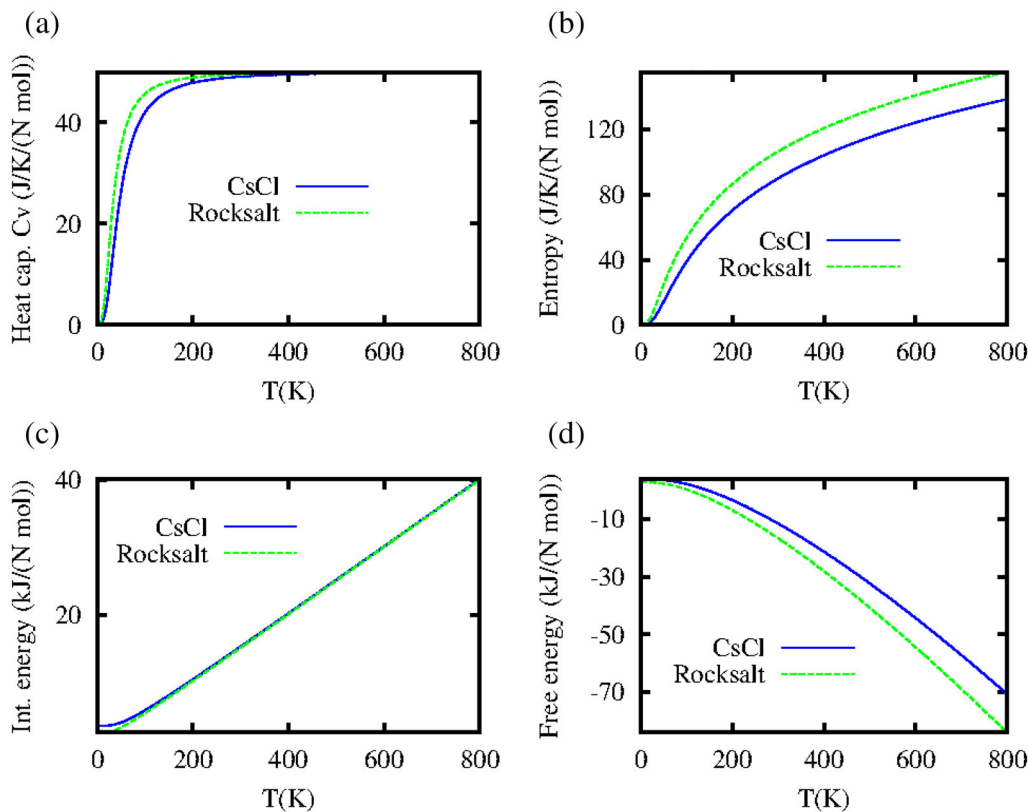 (a)
Heat cap. Cv (J/K/(N mol))
40
20
0
CsCl
Rocksalt
0 200 400 600 800
T(K)
(b)
Entropy (J/K/(N mol))
120
80
40
0
CsCl
Rocksalt
0 200 400 600 800
T(K)
(c)
Int. energy (kJ/(N mol))
40
20
CsCl
Rocksalt
0 200 400 600 800
T(K)
(d)
Free energy (kJ/(N mol))
-10
-30
-50
-70
CsCl
Rocksalt
0 200 400 600 800
T(K)